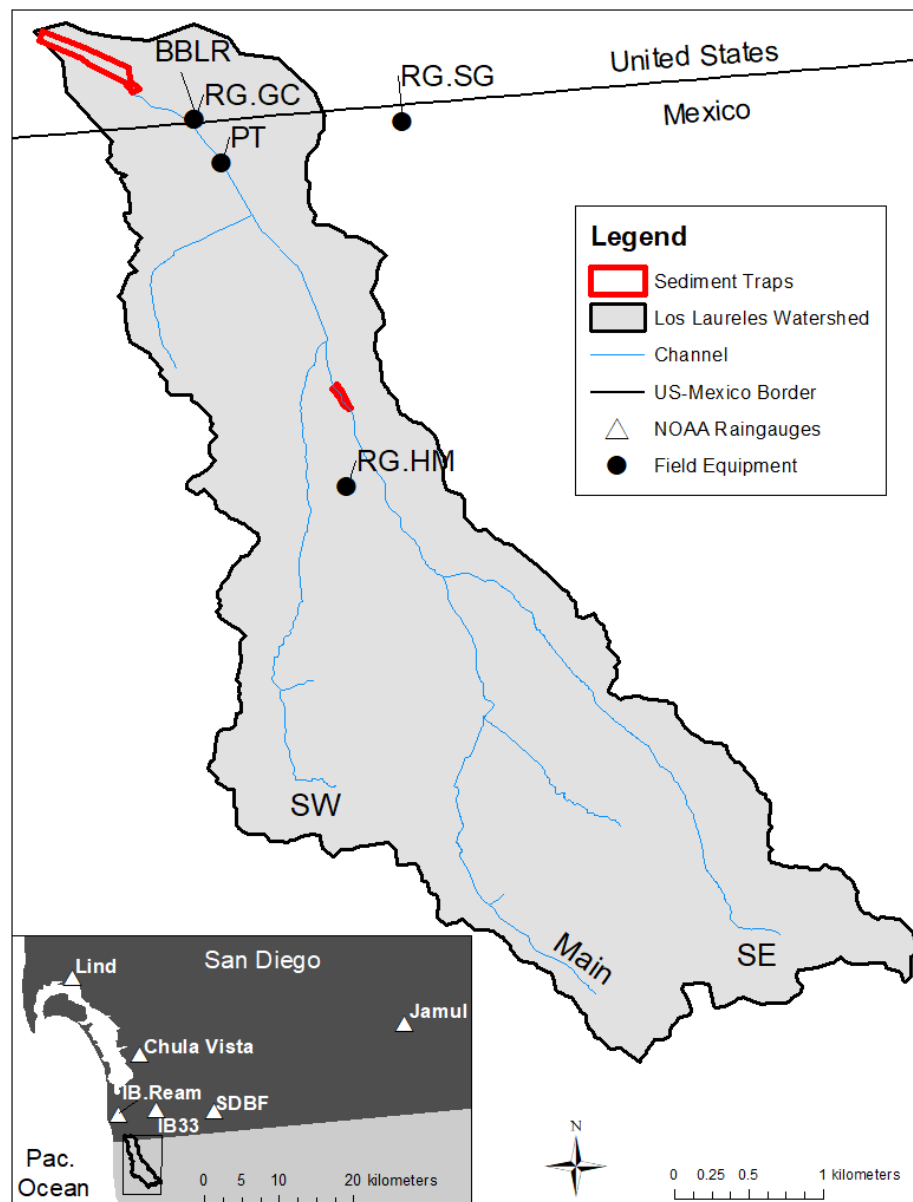 United States
Mexico
BBLR
RG.GC
RG.SG
PT
Legend
Sediment Traps
Los Laureles Watershed
Channel
US-Mexico Border
NOAA Raingauges
Field Equipment
RG.HM
SW
Main
SE
San Diego
Lind
Jamul
Chula Vista
IB.Ream
SDBF
IB33
Pac.
Ocean
0 5 10 20 kilometers
N
0 0.25 0.5 1 kilometers